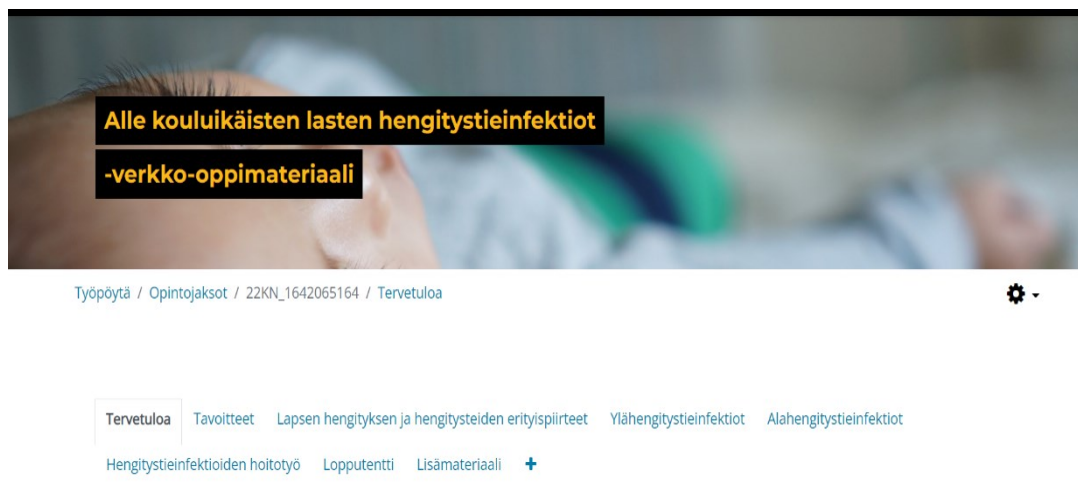 Alle kouluikäisten lasten hengitystieinfektiot
-verkko-oppimateriaali
Työpöytä / Opintojaksot / 22KN_1642065164 / Tervetuloa
Tervetuloa Tavoitteet Lapsen hengityksen ja hengitysteiden erityispiirteet Ylähengitystieinfektiot Alahengitystieinfektiot
Hengitystieinfektioiden hoitotyö Lopputentti Lisämateriaali +